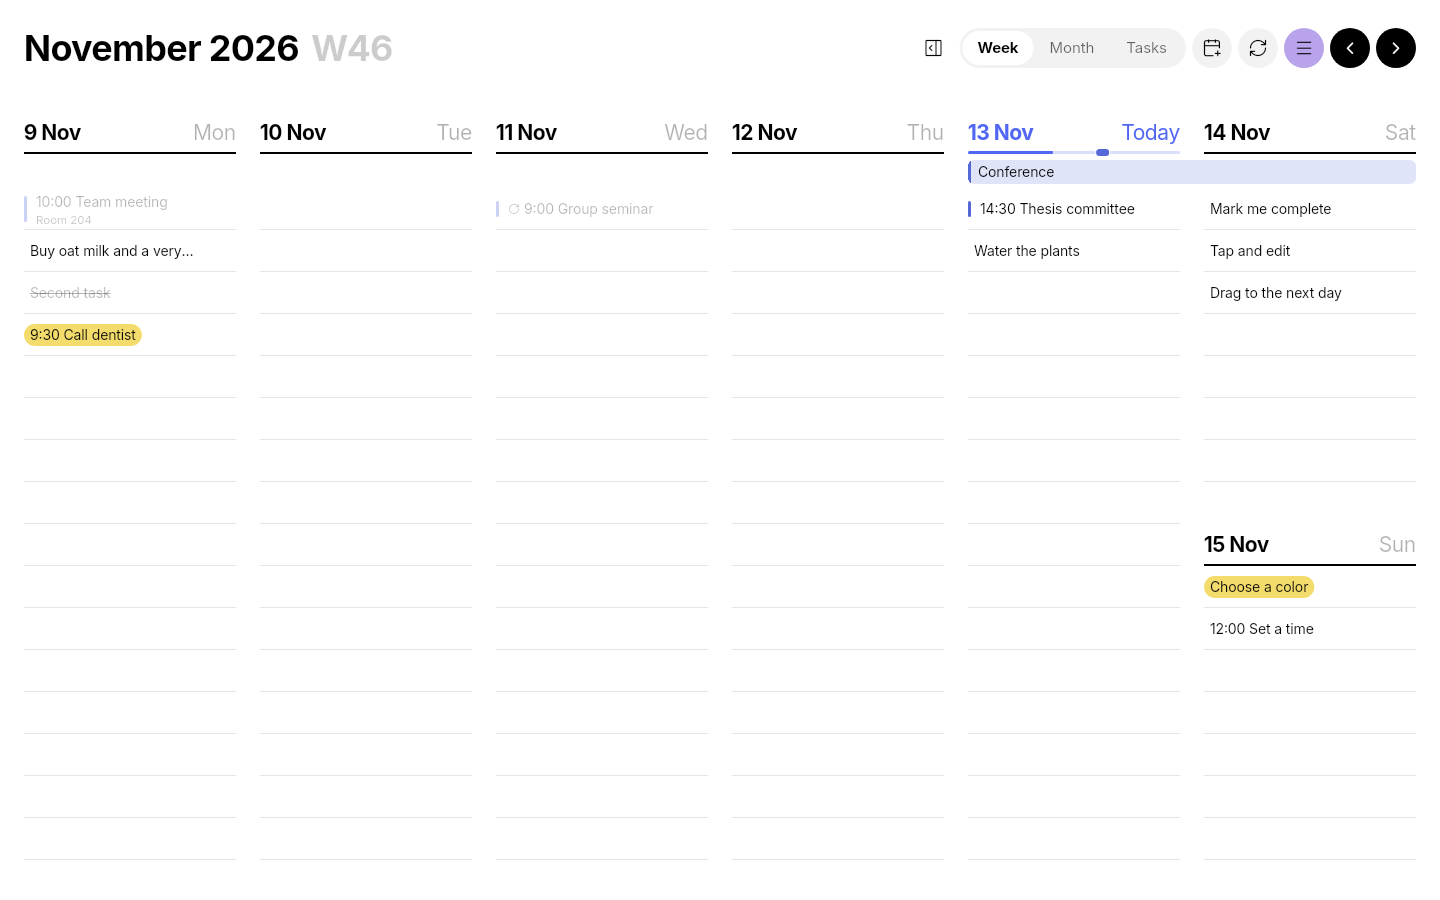 November 2026 W46
Week Month Tasks
9 Nov Mon
10:00 Team meeting
Room 204
Buy oat milk and a very...
Second task
9:30 Call dentist
10 Nov Tue
11 Nov Wed
9:00 Group seminar
12 Nov Thu
13 Nov Today
Conference
14:30 Thesis committee
Water the plants
14 Nov Sat
Mark me complete
Tap and edit
Drag to the next day
15 Nov Sun
Choose a color
12:00 Set a time